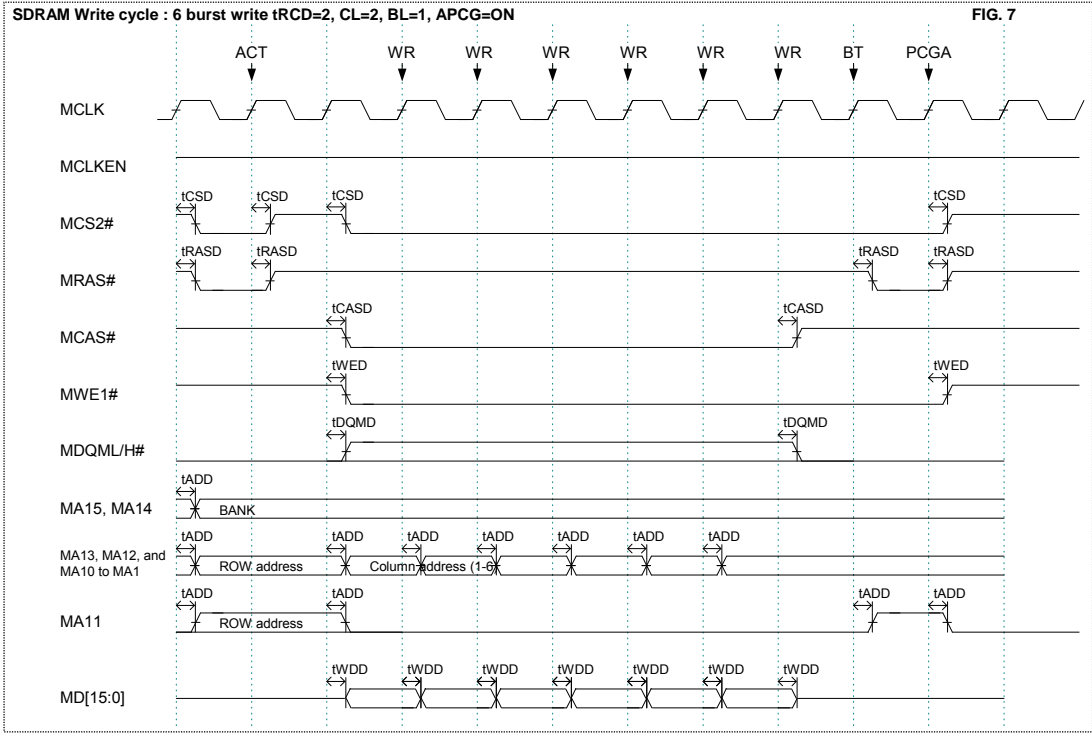 SDRAM Write cycle : 6 burst write tRCD=2, CL=2, BL=1, APCG=ON FIG. 7
ACT WR WR WR WR WR WR BT PCGA
MCLK
MCLKEN
tCSD tCSD tCSD tCSD
MCS2#
tRASD tRASD tRASD tRASD
MRAS#
tCASD tCASD
MCAS#
tWED tWED
MWE1#
tDQMD tDQMD
MDQML/H#
tADD
MA15, MA14 BANK
tADD tADD tADD tADD tADD tADD tADD
MA13, MA12, and
MA10 to MA1 ROW address Column address (1-6)
tADD tADD tADD tADD
MA11 ROW address
tWDD tWDD tWDD tWDD tWDD tWDD tWDD
MD[15:0]